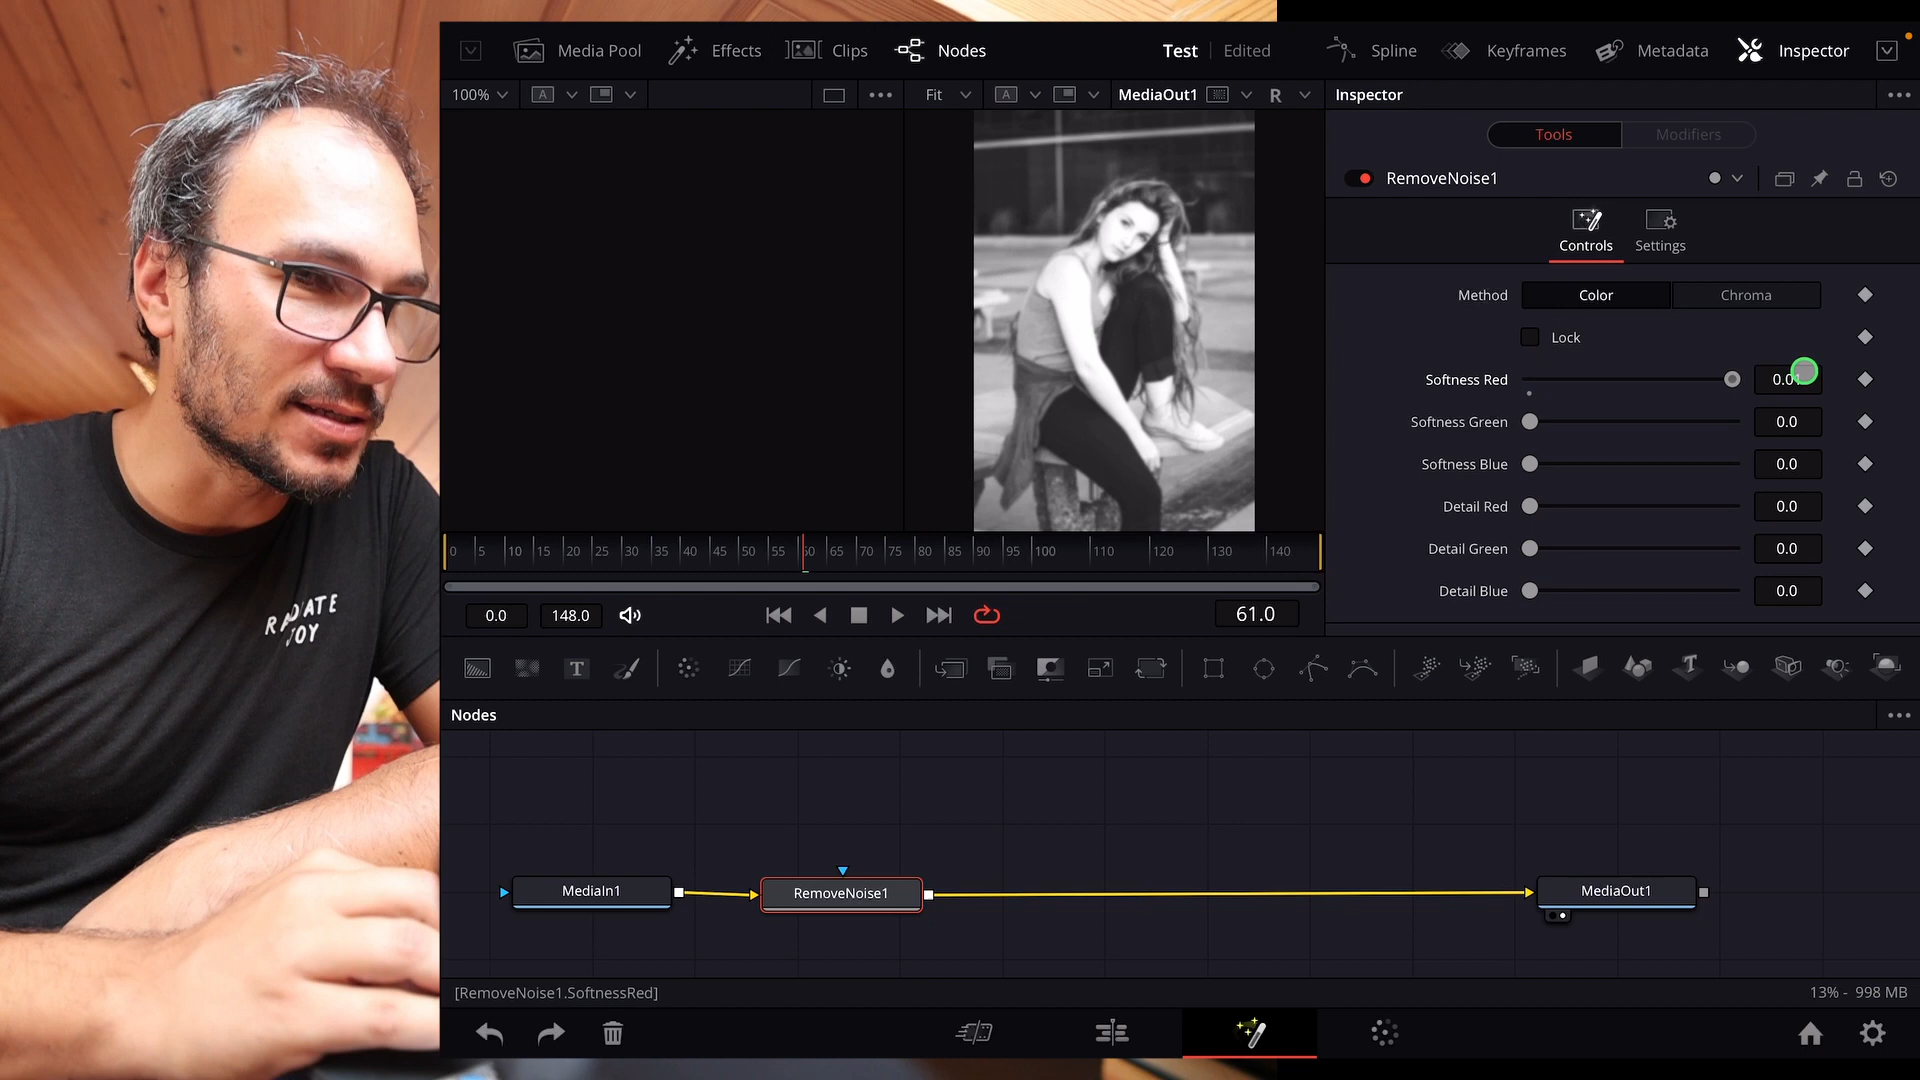 Media Pool
Effects
Clips
Nodes
Test
Edited
Spline
Keyframes
Metadata
Inspector
100%
A
Fit
A
MediaOut1
R
Inspector
Tools
Modifiers
RemoveNoise1
Controls
Settings
Method
Color
Chroma
Lock
Softness Red
Softness Green
0.0
Softness Blue
0.0
Detail Red
0.0
Detail Green
0.0
Detail Blue
0.0
0 5 10 15 20 25 30 35 40 45 50 55 60 65 70 75 80 85 90 95 100 110 120 130 140
0.0
148.0
61.0
T
T
Nodes
MediaIn1
RemoveNoise1
MediaOut1
[RemoveNoise1.SoftnessRed]
13% - 998 MB
JOY